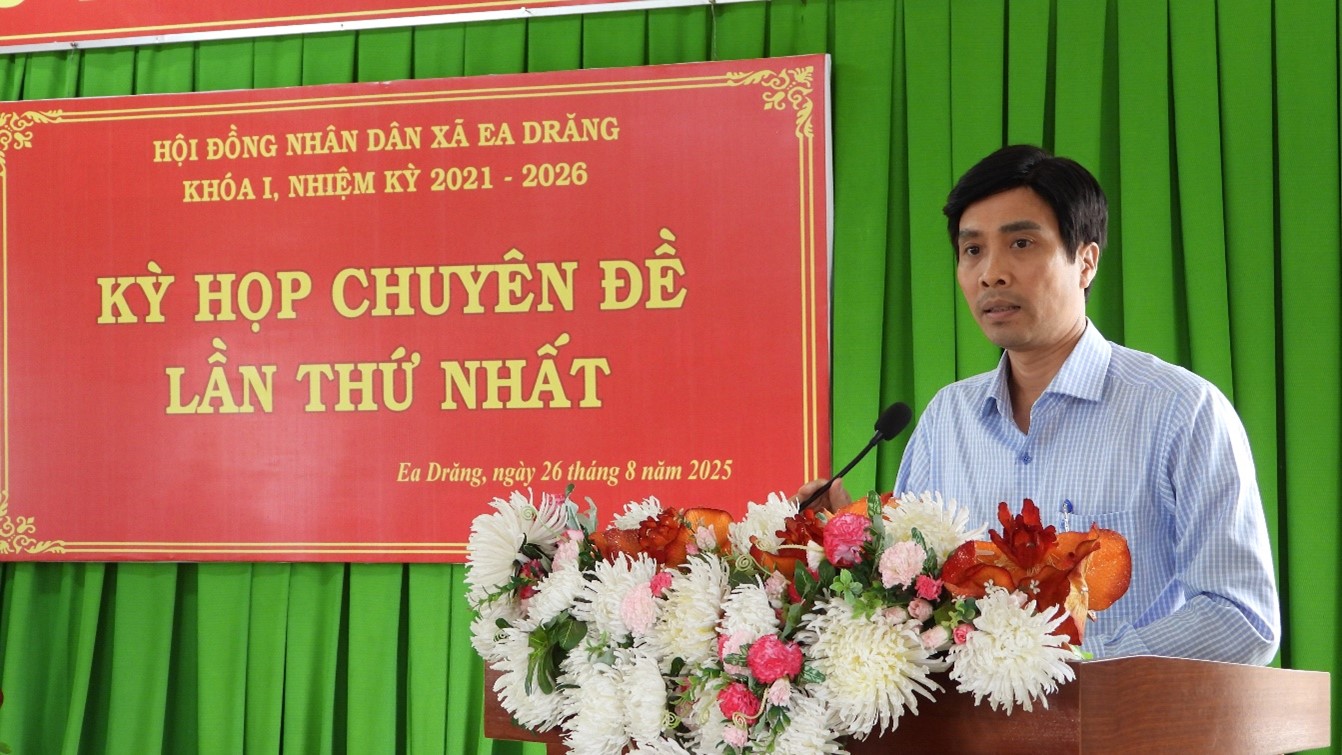 HỘI ĐỒNG NHÂN DÂN XÃ EA DRĂNG
KHÓA I, NHIỆM KỲ 2021 - 2026
KỲ HỌP CHUYÊN ĐỀ
LẦN THỨ NHẤT
Ea Drăng, ngày 26 tháng 8 năm 2025